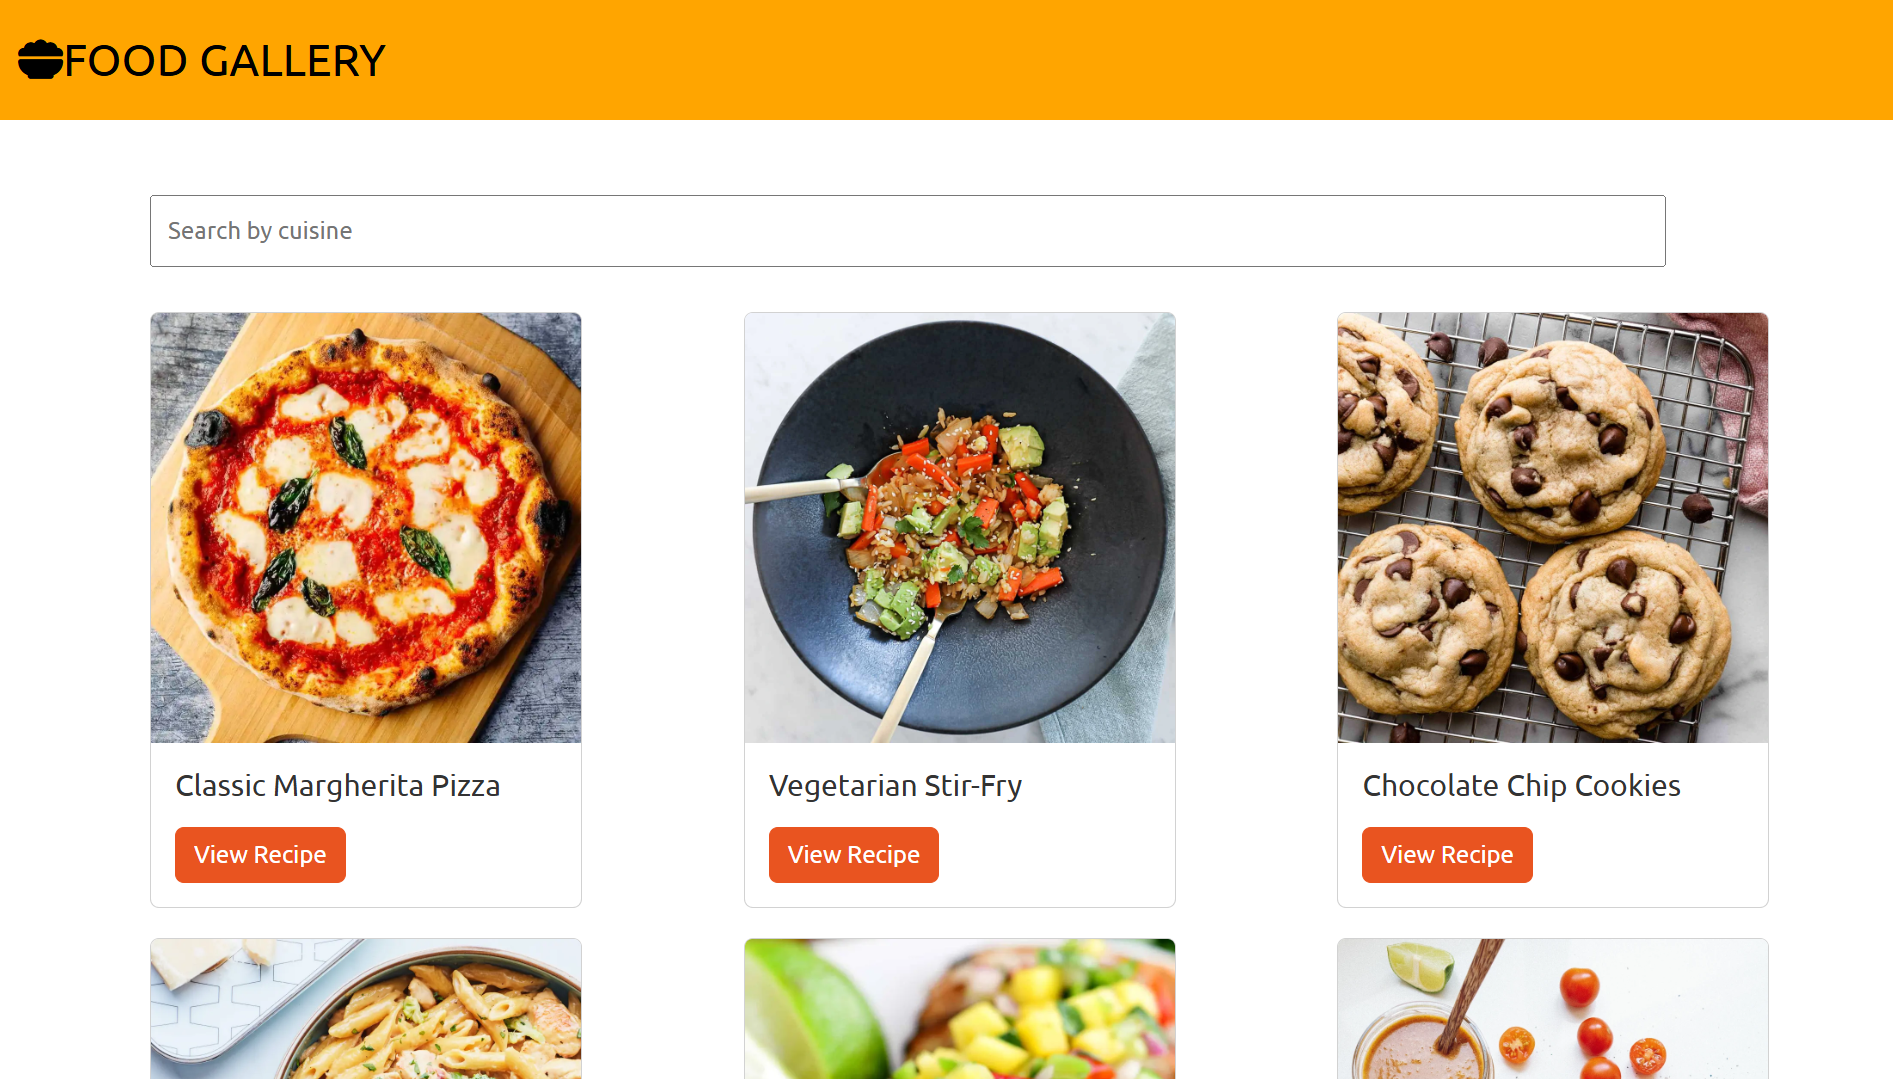 FOOD GALLERY
Search by cuisine
Classic Margherita Pizza
Vegetarian Stir-Fry
Chocolate Chip Cookies
View Recipe
View Recipe
View Recipe